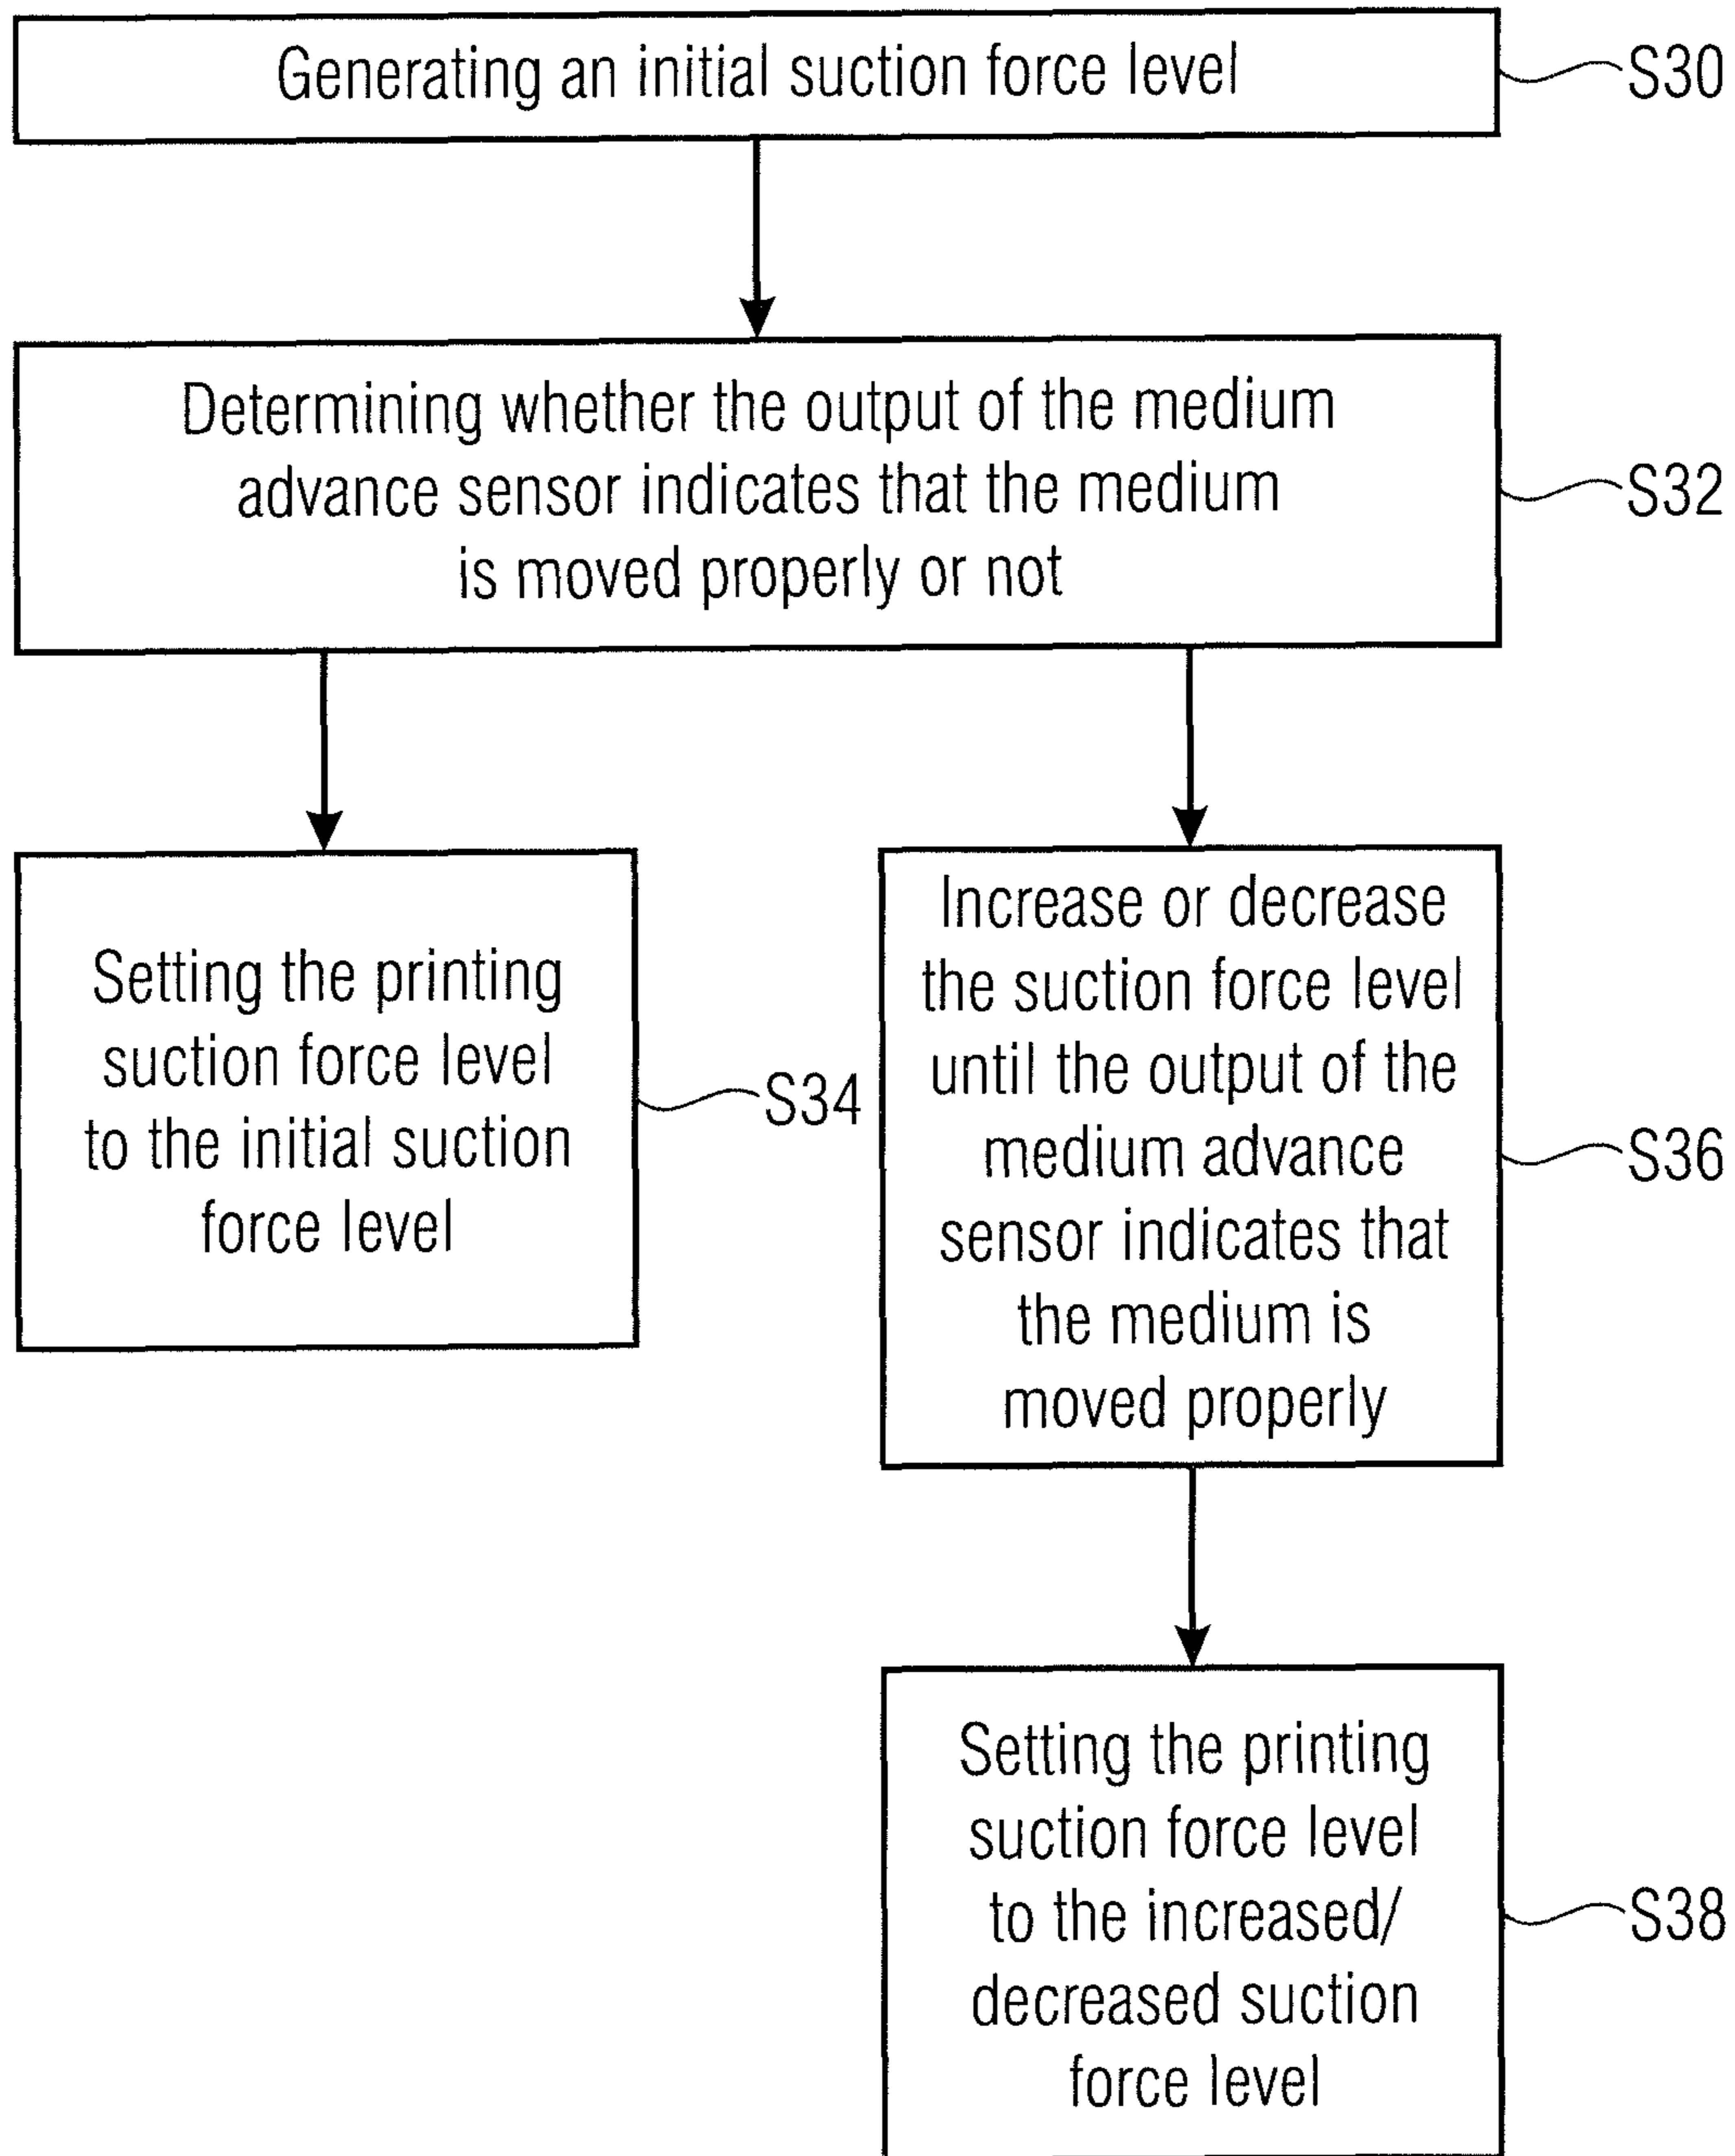 Generating an initial suction force level
S30
Determining whether the output of the medium
advance sensor indicates that the medium
is moved properly or not
S32
Setting the printing
suction force level
to the initial suction
force level
S34
Increase or decrease
the suction force level
until the output of the
medium advance
sensor indicates that
the medium is
moved properly
S36
Setting the printing
suction force level
to the increased/
decreased suction
force level
S38